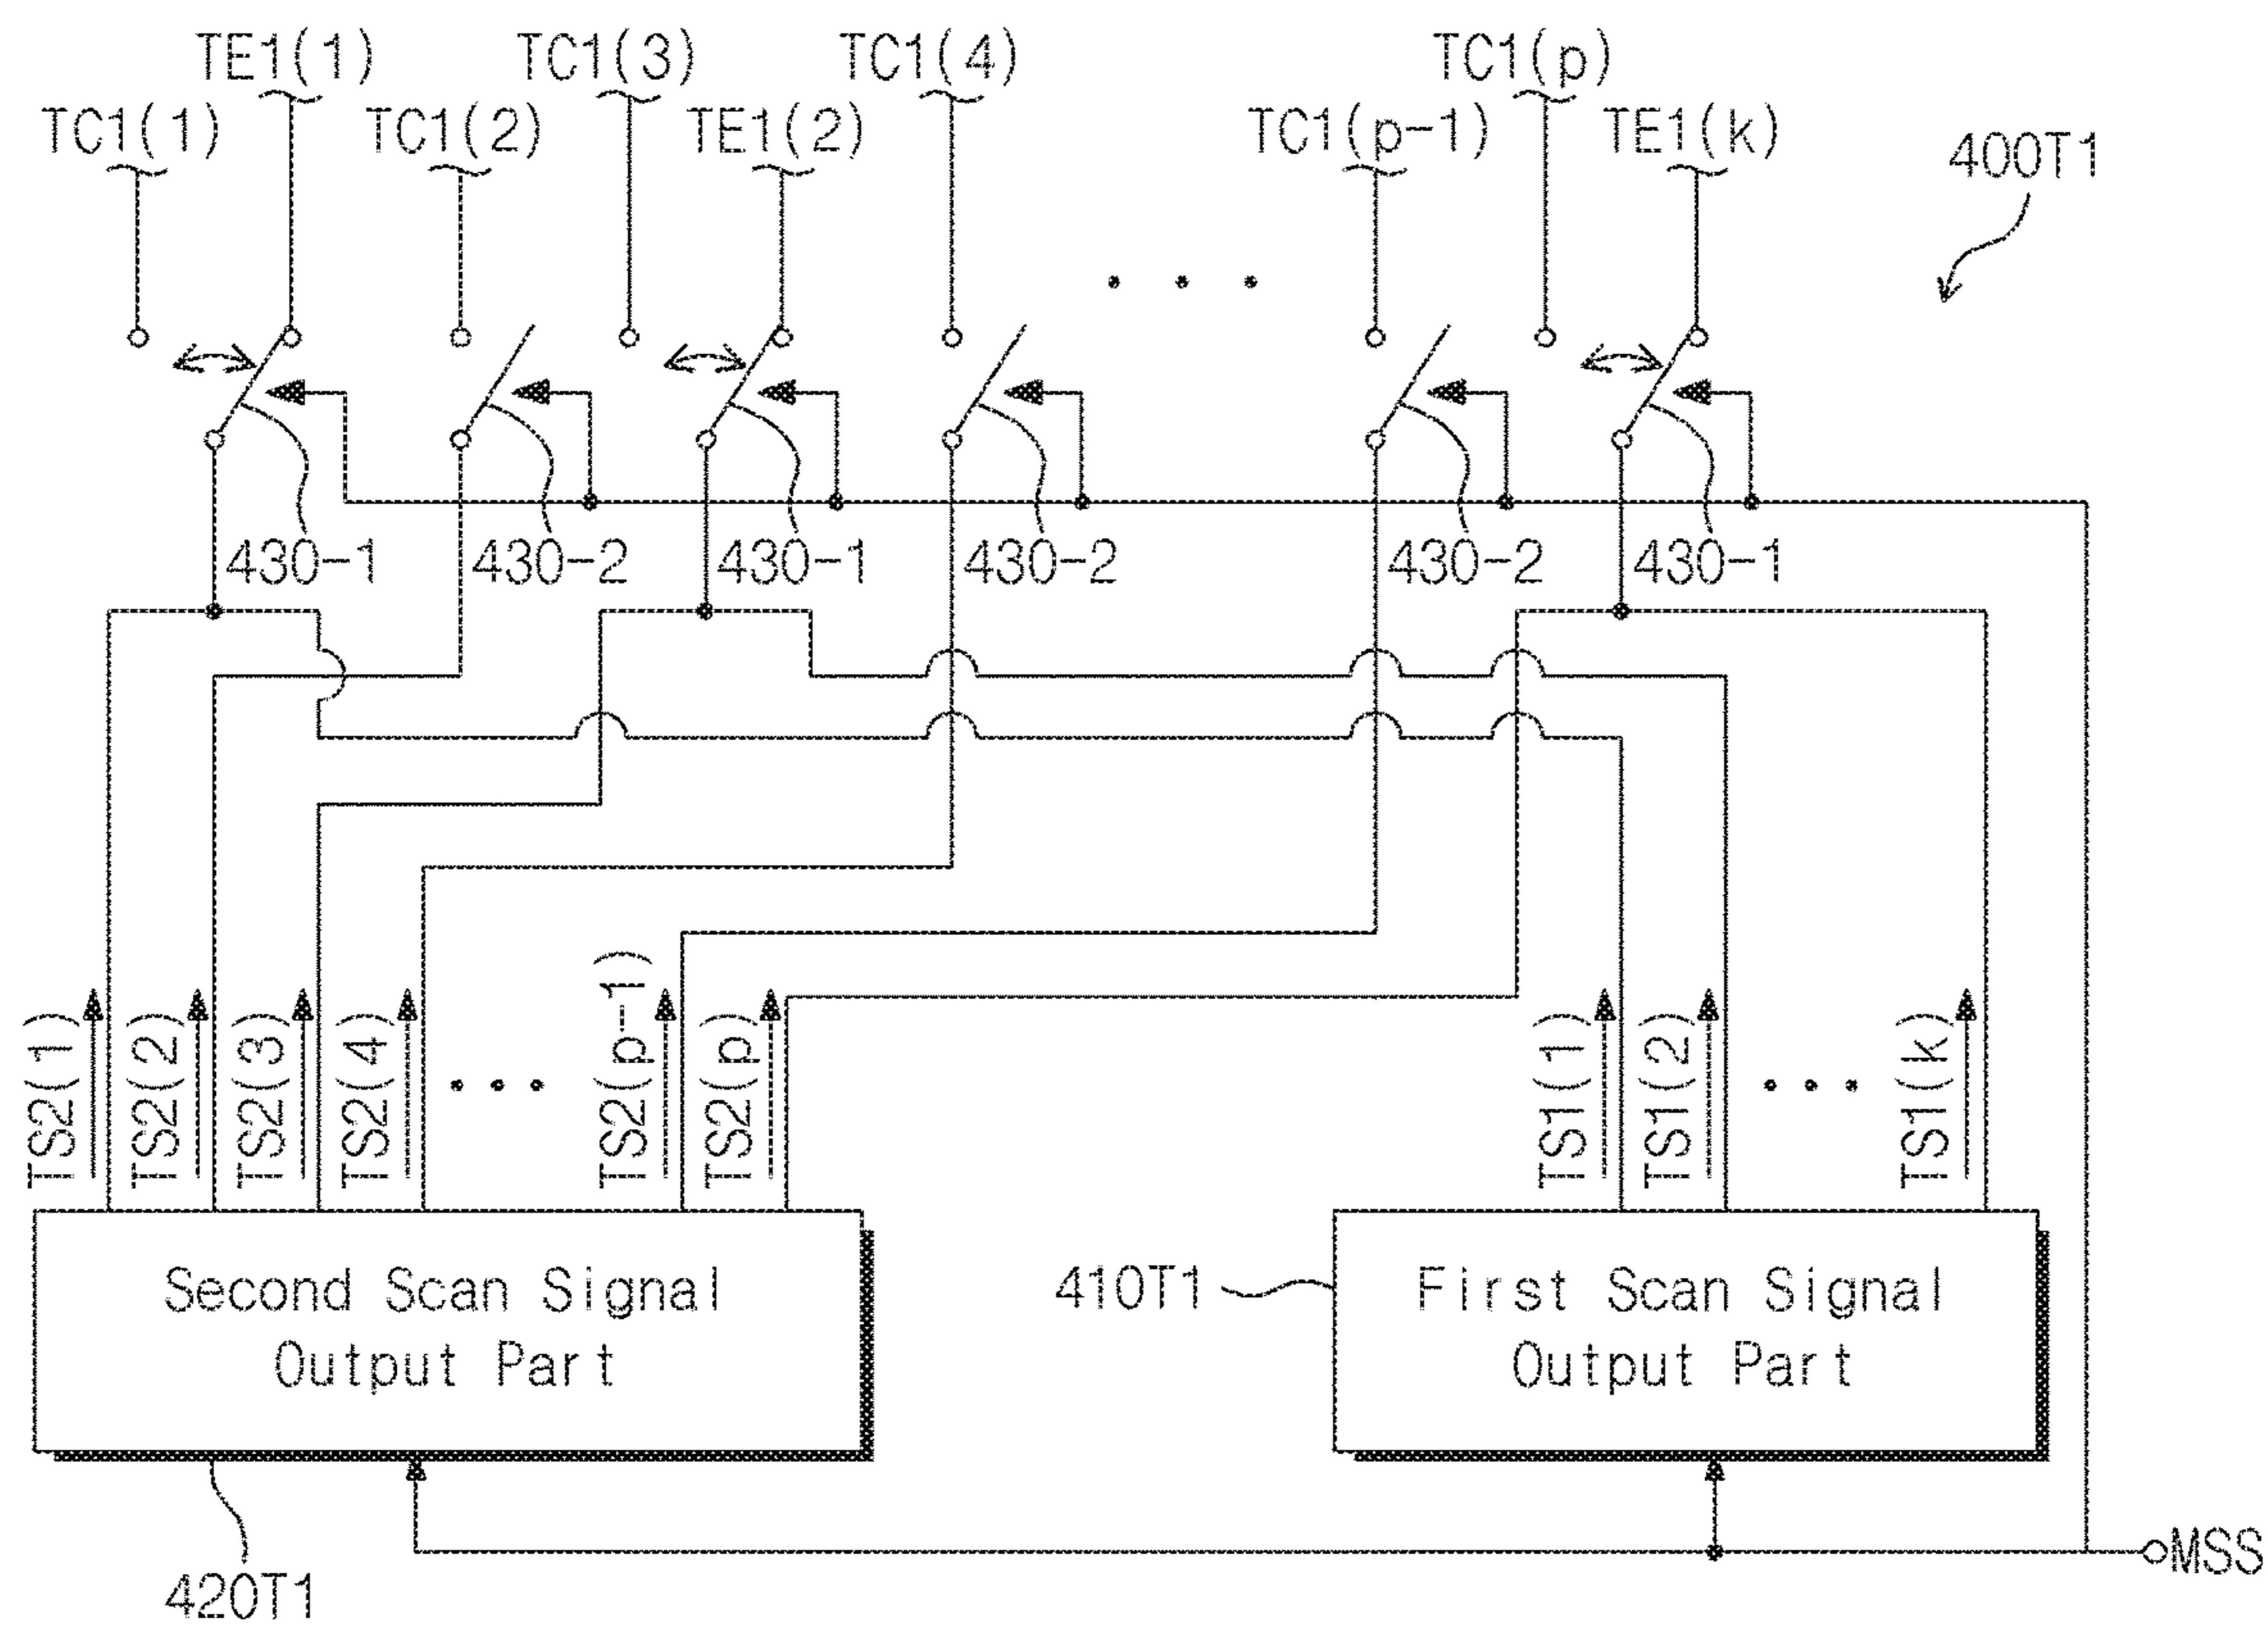 TE1(1) TC1(3) TC1(4) TC1(p)
TC1(1) TC1(2) TE1(2) TC1(p-1) TE1(k)
400T1
430-1 430-2 430-1 430-2 430-2 430-1
TS2(1) TS2(2) TS2(3) TS2(4) TS2(p-1) TS2(p) TS1(1) TS1(2) TS1(k)
Second Scan Signal
Output Part
410T1
First Scan Signal
Output Part
420T1
MSS